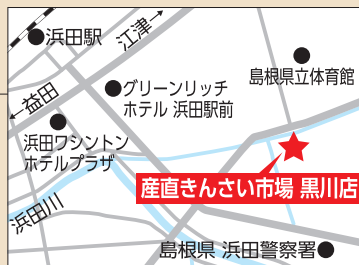 浜田駅
江津→
島根県立体育館
グリーンリッチ
ホテル 浜田駅前
←益田
浜田ワシントン
ホテルプラザ
産直きんさい市場 黒川店
浜田川
島根県 浜田警察署